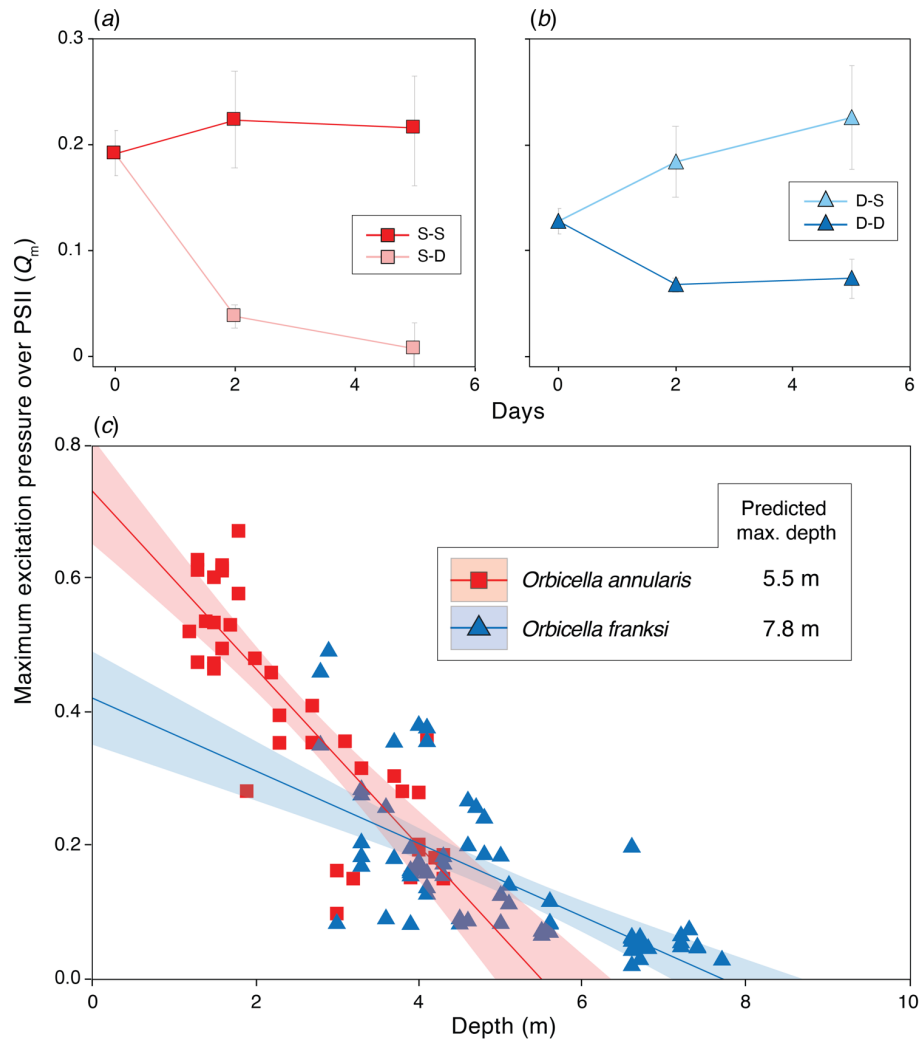 (a)
(b)
0.3
0.2
0.1
0
S-S
S-D
D-S
D-D
0 2 4 6
0 2 4 6
Days
Maximum excitation pressure over PSII (Qm)
(c)
0.8
0.6
0.4
0.2
0.0
Predicted
max. depth
Orbicella annularis 5.5 m
Orbicella franksi 7.8 m
0 2 4 6 8 10
Depth (m)